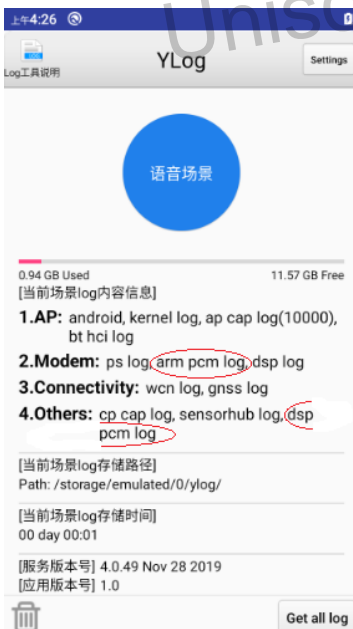 上午4:26
Unisc
Log工具说明
YLog
Settings
语音场景
0.94 GB Used
11.57 GB Free
[当前场景log内容信息]
1.AP: android, kernel log, ap cap log(10000),
bt hci log
2.Modem: ps log, arm pcm log, dsp log
3.Connectivity: wcn log, gnss log
4.Others: cp cap log, sensorhub log, dsp
pcm log
[当前场景log存储路径]
Path: /storage/emulated/0/ylog/
[当前场景log存储时间]
00 day 00:01
[服务版本号] 4.0.49 Nov 28 2019
[应用版本号] 1.0
Get all log